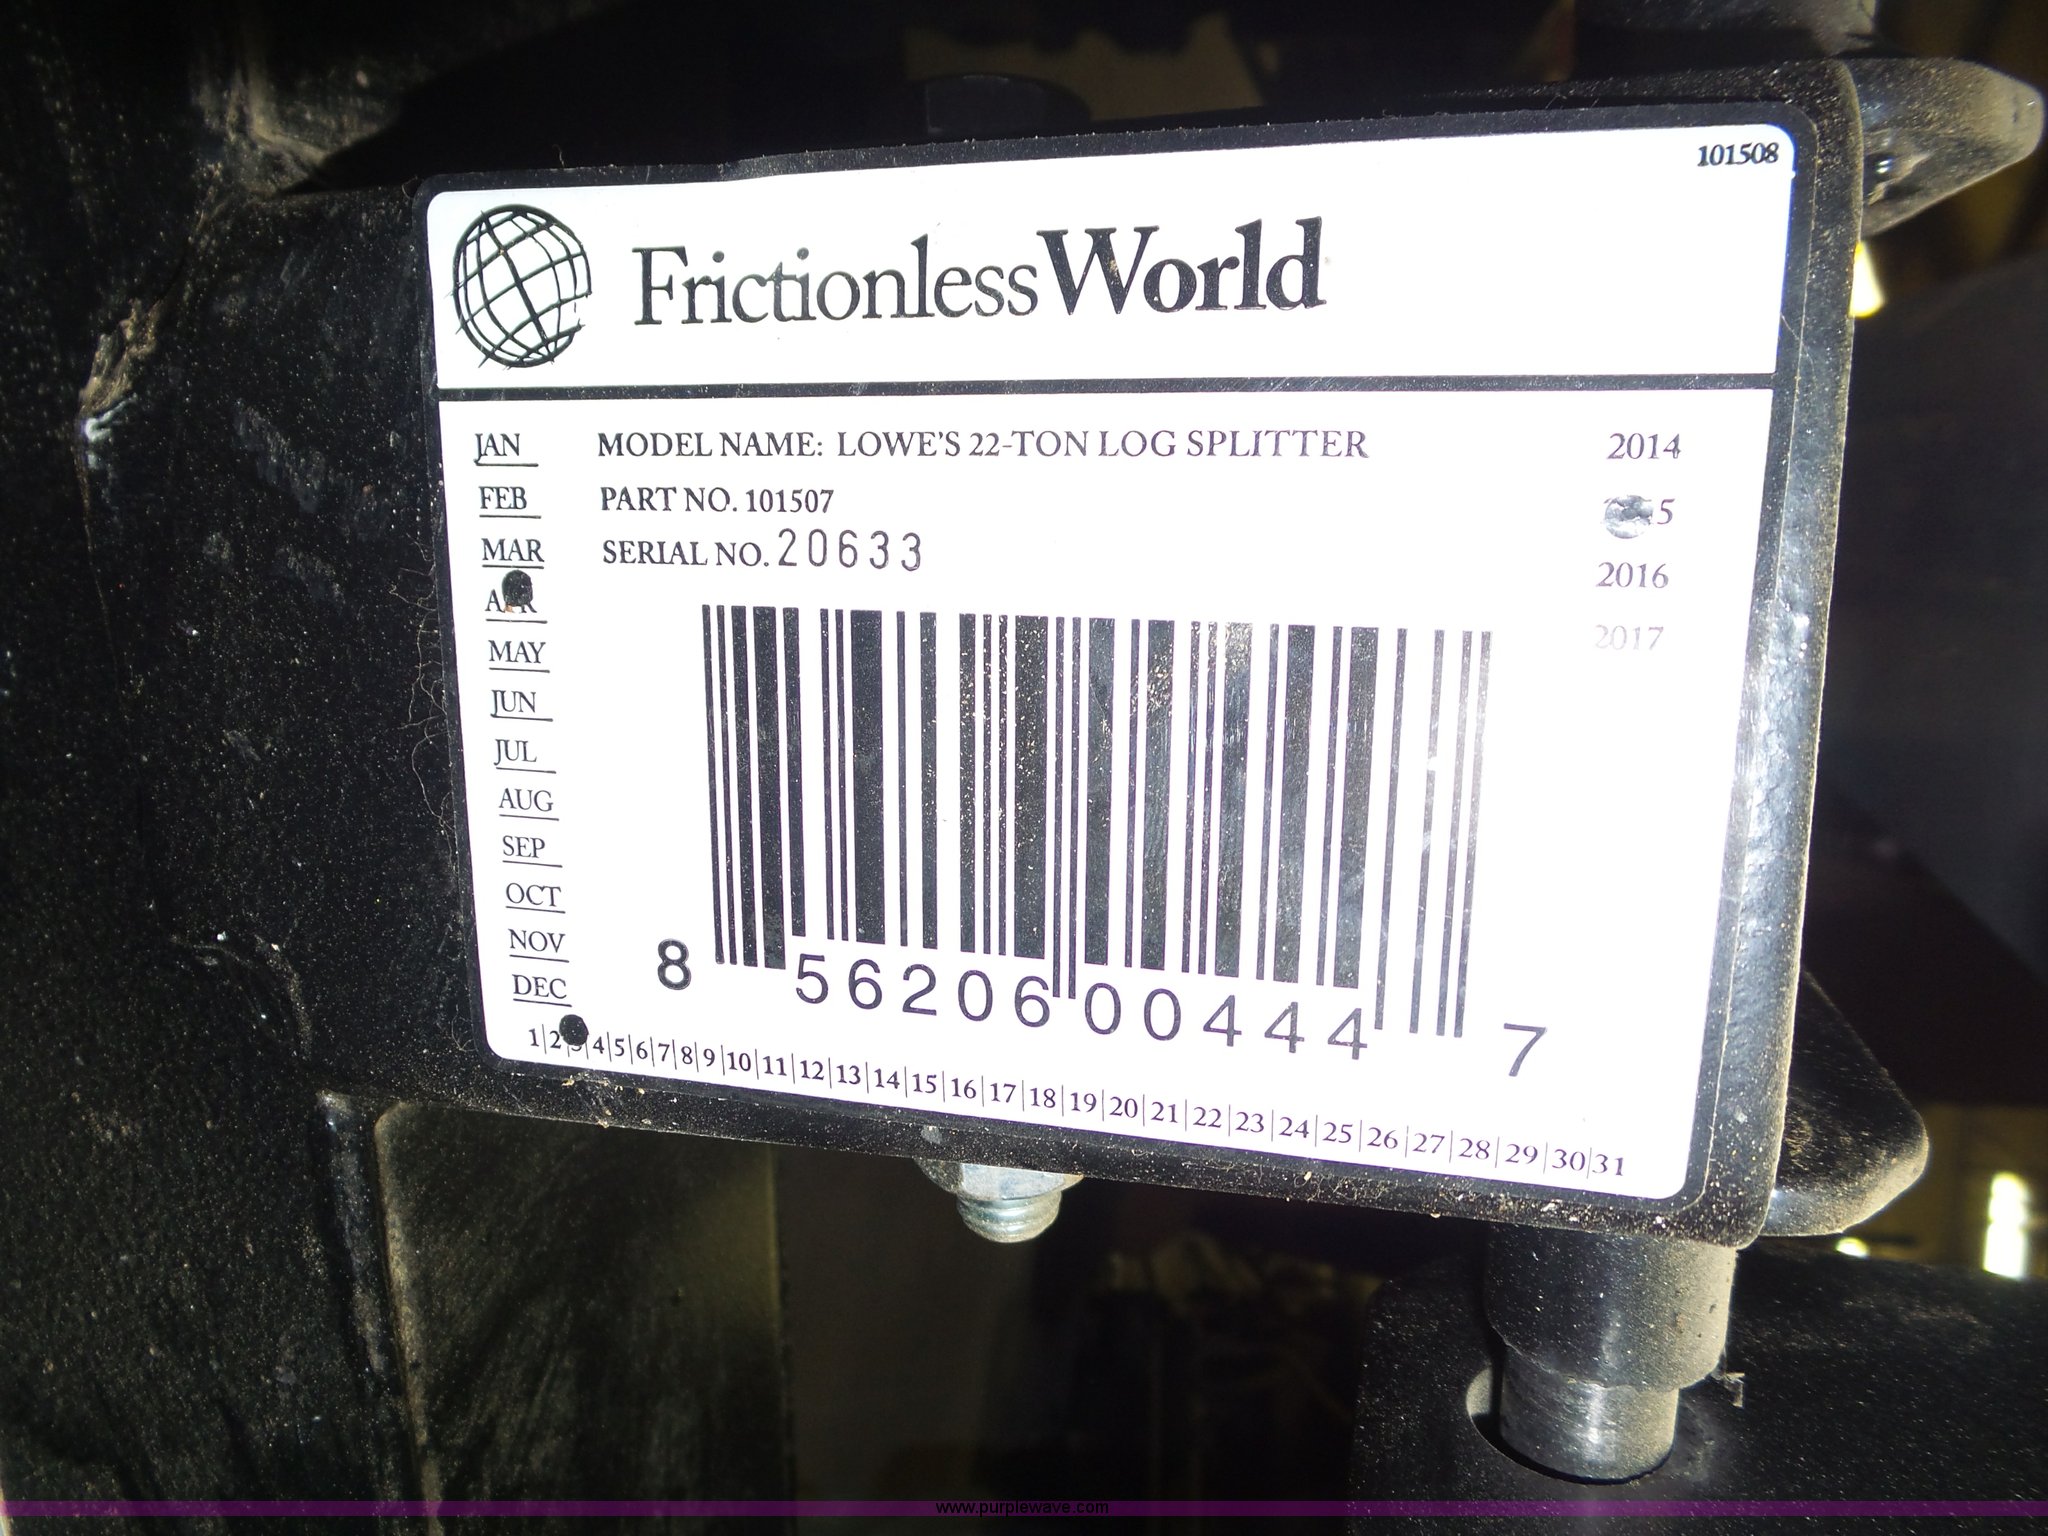 101508
FrictionlessWorld
MODEL NAME: LOWE'S 22-TON LOG SPLITTER
PART NO. 101507
SERIAL NO. 20633
JAN
FEB
MAR
MAY
JUN
JUL
AUG
SEP
OCT
NOV
DEC
2014
5
2016
2017
8 56206 00444 7
1|2|3|4|5|6|7|8|9|10|11|12|13|14|15|16|17|18|19|20|21|22|23|24|25|26|27|28|29|30|31
www.purplewave.com